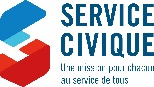 SERVICE
CIVIQUE
Une mission pour chacun
au service de tous